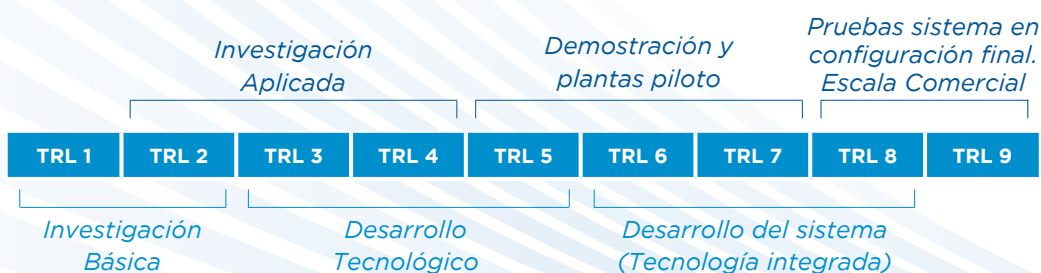 Investigación
Aplicada
Demostración y
plantas piloto
Pruebas sistema en
configuración final.
Escala Comercial
TRL 1
TRL 2
TRL 3
TRL 4
TRL 5
TRL 6
TRL 7
TRL 8
TRL 9
Investigación
Básica
Desarrollo
Tecnológico
Desarrollo del sistema
(Tecnología integrada)